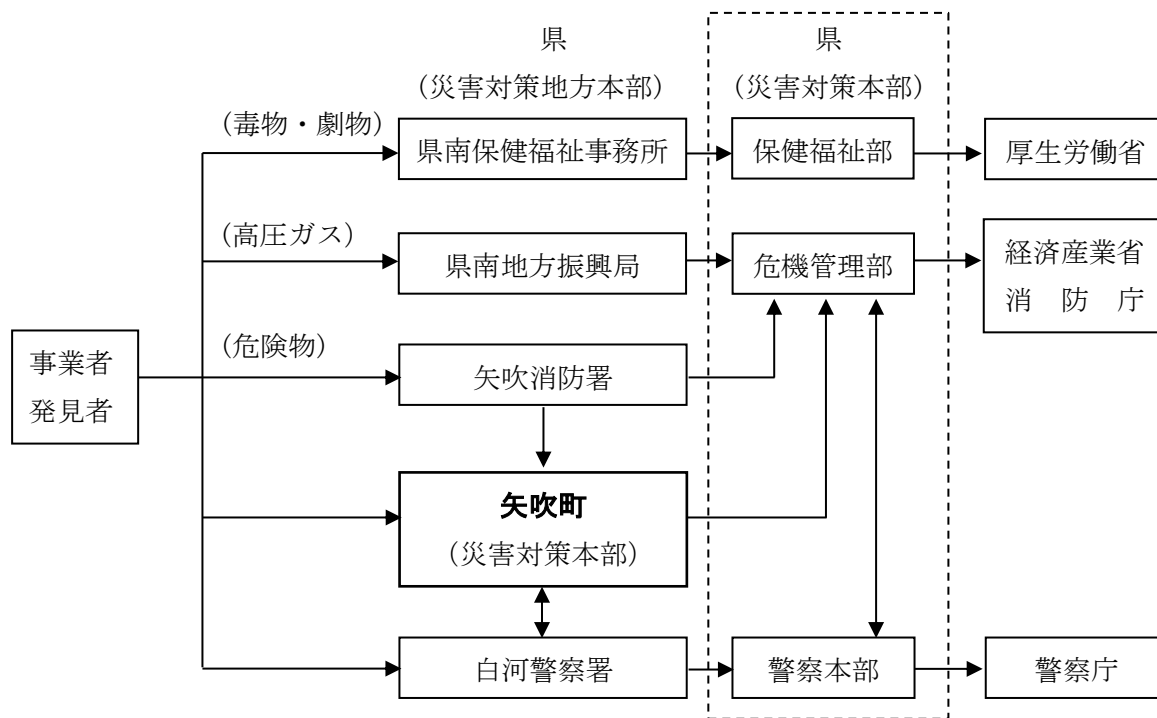 県
(災害対策地方本部)
県
(災害対策本部)
(毒物・劇物)
県南保健福祉事務所
保健福祉部
厚生労働省
(高圧ガス)
県南地方振興局
危機管理部
経済産業省
消　防　庁
(危険物)
事業者
発見者
矢吹消防署
矢吹町
(災害対策本部)
白河警察署
警察本部
警察庁